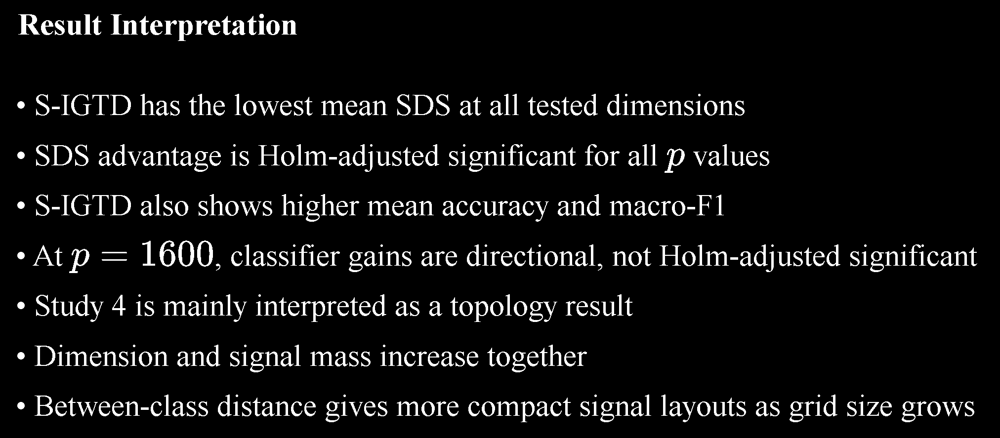 Result Interpretation
• S-IGTD has the lowest mean SDS at all tested dimensions
• SDS advantage is Holm-adjusted significant for all p values
• S-IGTD also shows higher mean accuracy and macro-F1
• At p = 1600, classifier gains are directional, not Holm-adjusted significant
• Study 4 is mainly interpreted as a topology result
• Dimension and signal mass increase together
• Between-class distance gives more compact signal layouts as grid size grows